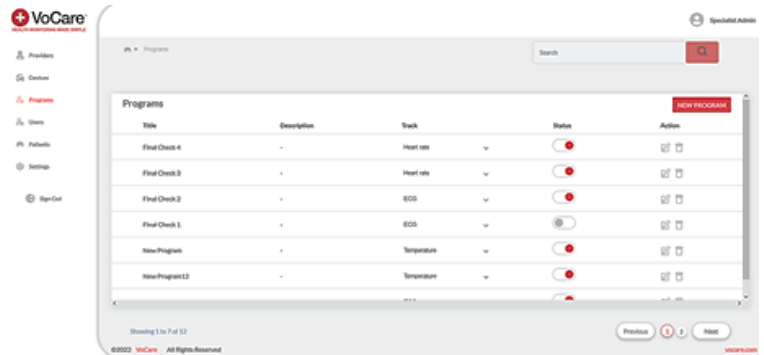 VoCare
HEALTH MONITORING MADE SIMPLE
Specialist Admin
Providers
Devices
Programs
Users
Patients
Settings
Sign Out
Programs
Search
Programs
NEW PROGRAM
Title Description Track Status Action
Final Check 4 - Heart rate
Final Check 3 - Heart rate
Final Check 2 - ECG
Final Check 1 - ECG
New Program - Temperature
New Program12 - Temperature
Showing 1 to 7 of 12
Previous 1 2 Next
©2022 VoCare All Rights Reserved
vocare.com